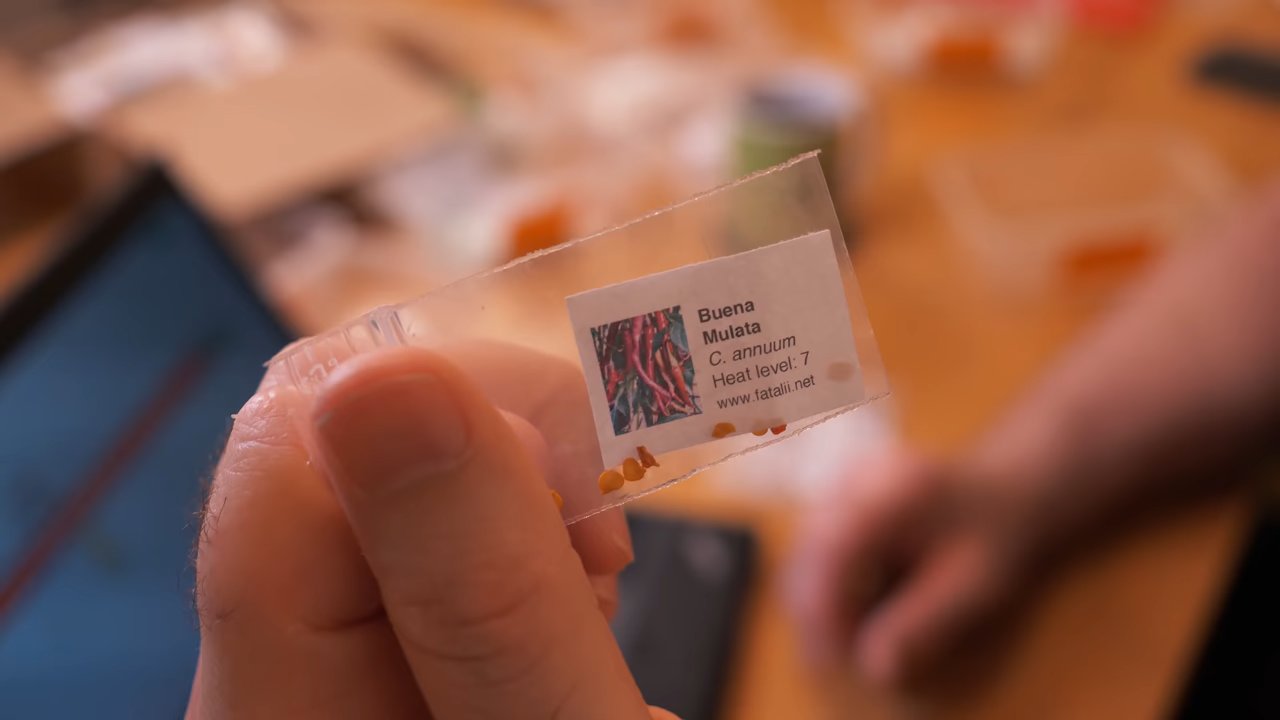 Buena
Mulata
C. annuum
Heat level: 7
www.fatalii.net